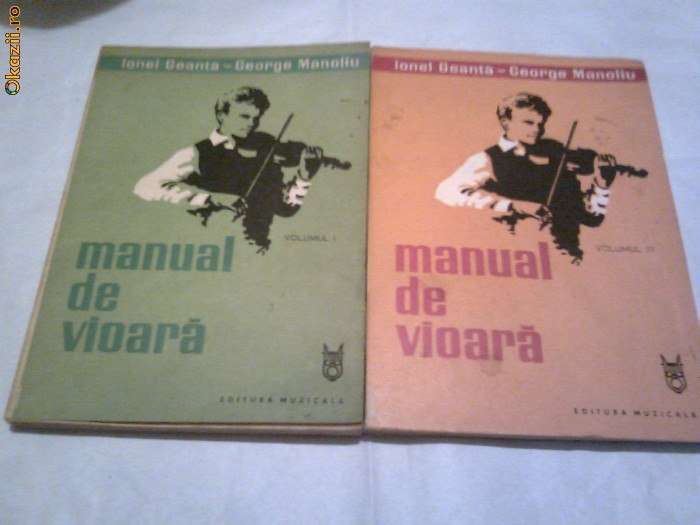 Okazii.ro
Ionel Geantă - George Manoliu
VOLUMUL I
manual
de
vioară
EDITURA MUZICALĂ
Ionel Geantă - George Manoliu
VOLUMUL III
manual
de
vioară
EDITURA MUZICALĂ